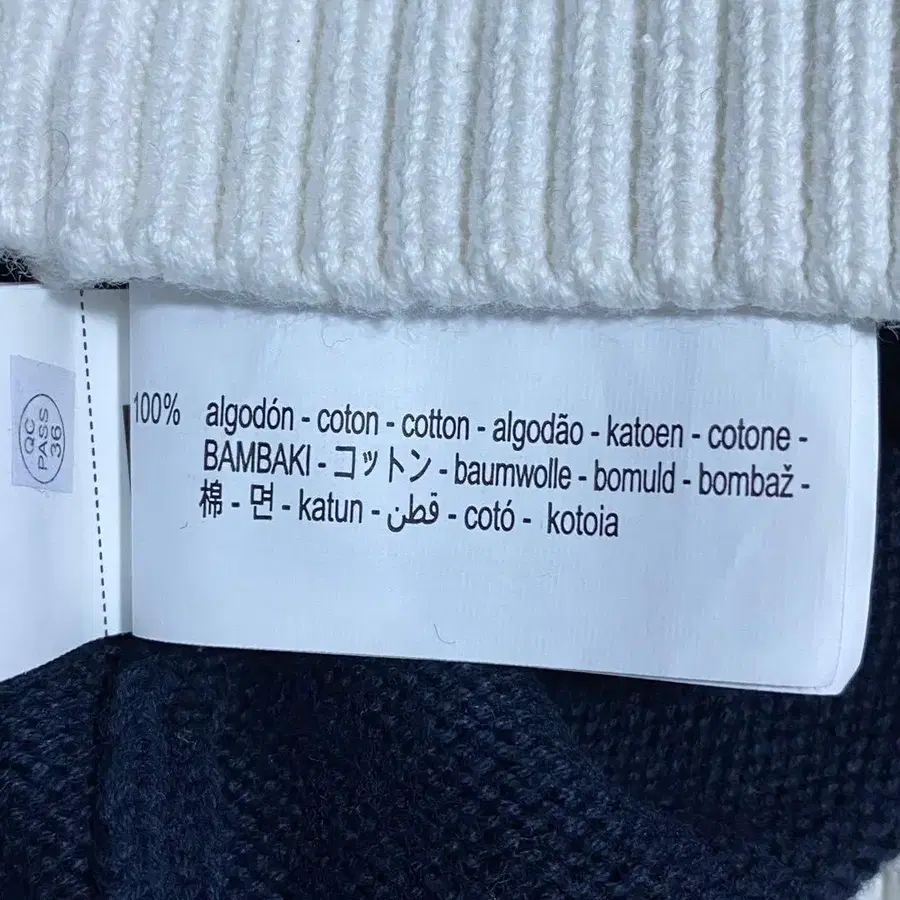 QC
PASS
36
100% algodón - coton - cotton - algodão - katoen - cotone -
BAMBAKI - コットン - baumwolle - bomuld - bombaž -
棉 - 면 - katun - قطن - cotó - kotoia